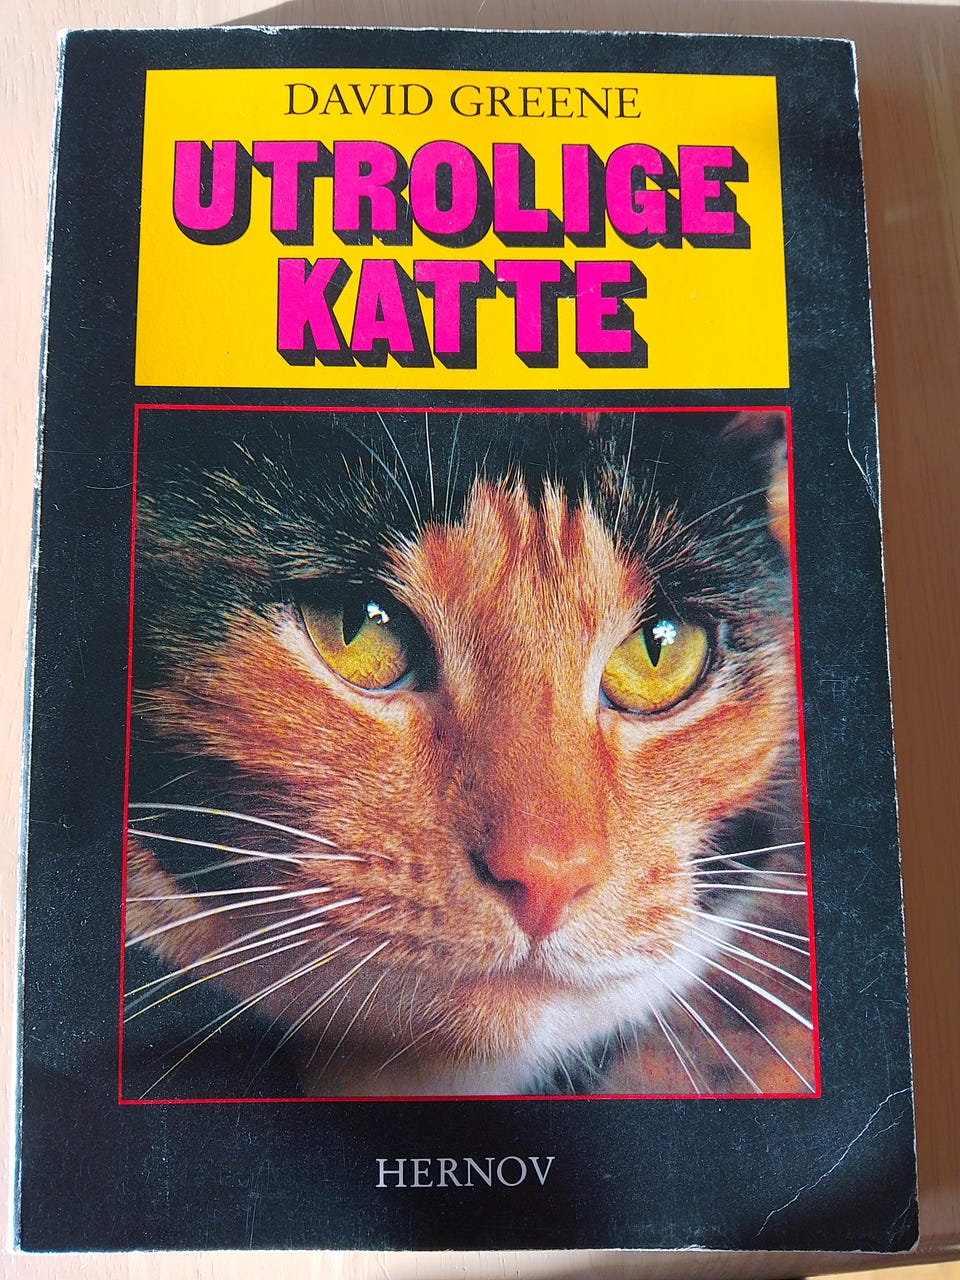 DAVID GREENE
UTROLIGE
KATTE
HERNOV